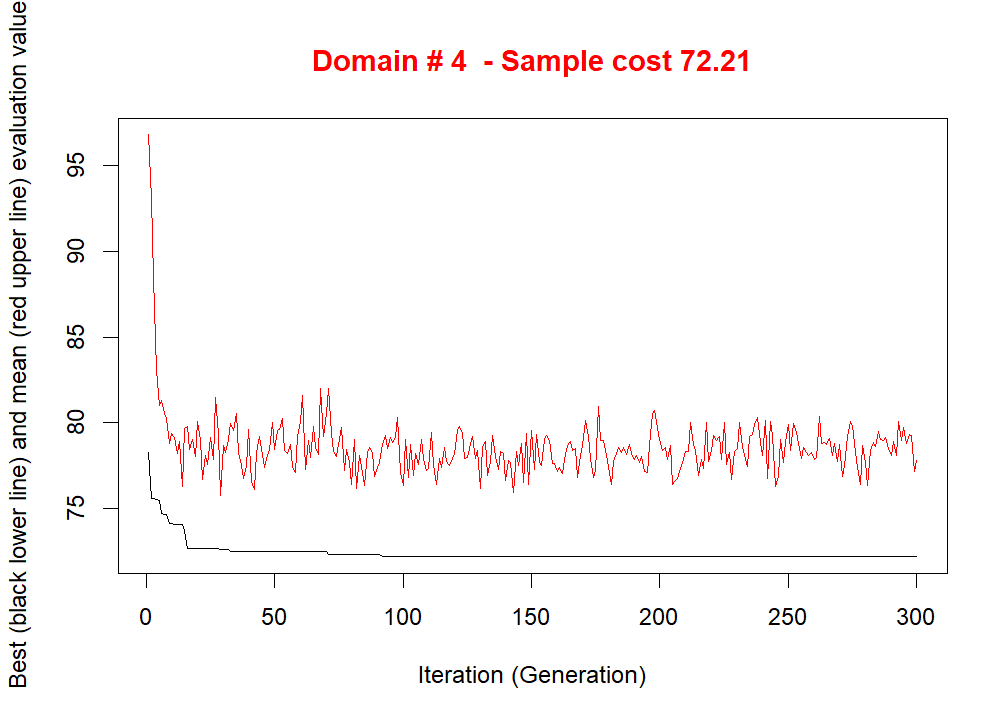 Domain # 4  - Sample cost 72.21
Best (black lower line) and mean (red upper line) evaluation value
95
90
85
80
75
0 50 100 150 200 250 300
Iteration (Generation)